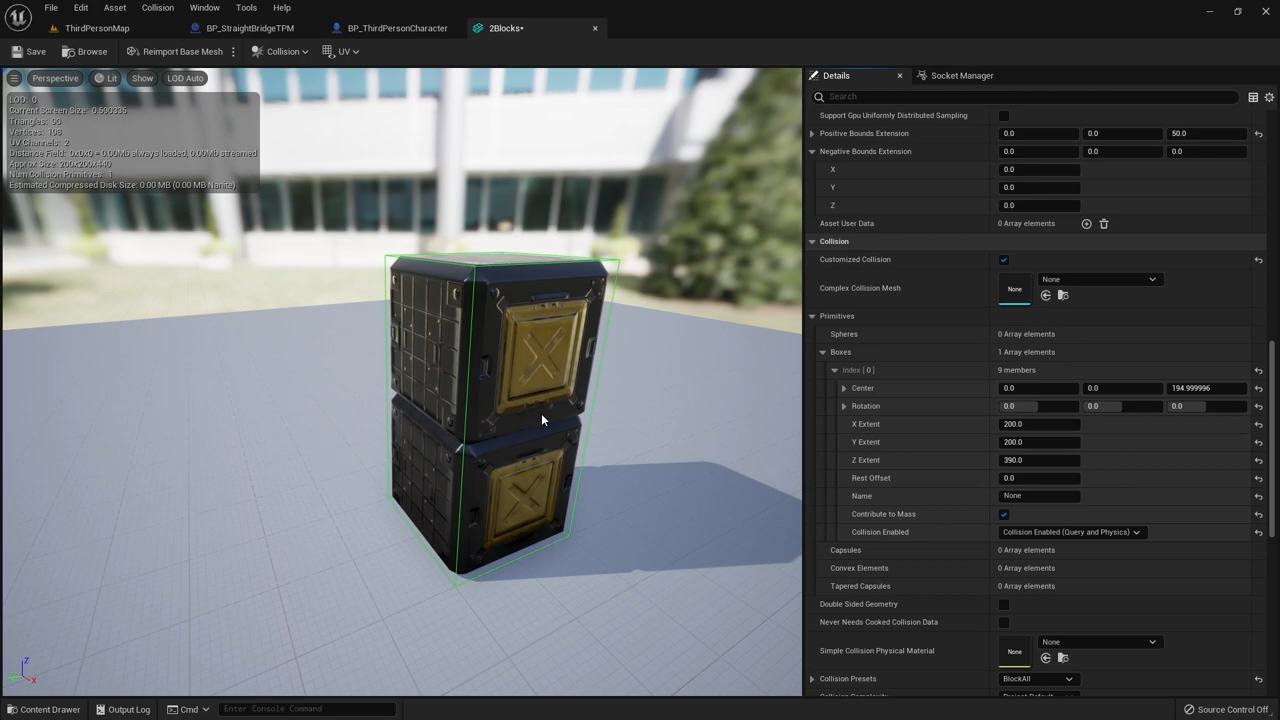 File Edit Asset Collision Window Tools Help
ThirdPersonMap BP_StraightBridgeTPM BP_ThirdPersonCharacter 2Blocks*
Save Browse Reimport Base Mesh Collision UV
Perspective Lit Show LOD Auto
Details Socket Manager
Search
LOD: 0
Current Screen Size:
Triangles:
Vertices: 108
UV Channels: 2
Approx Size: 200x200x440
Num Collision Primitives: 1
Estimated Compressed Disk Size: 0.00 MB (0.00 MB Nanite)
Support Gpu Uniformly Distributed Sampling
Positive Bounds Extension 0.0 0.0 50.0
Negative Bounds Extension 0.0 0.0 0.0
X 0.0
Y 0.0
Z 0.0
Asset User Data 0 Array elements
Collision
Customized Collision
Complex Collision Mesh None None
Primitives
Spheres 0 Array elements
Boxes 1 Array elements
Index [ 0 ] 9 members
Center 0.0 0.0 194.999996
Rotation 0.0 0.0 0.0
X Extent 200.0
Y Extent 200.0
Z Extent 390.0
Rest Offset 0.0
Name None
Contribute to Mass
Collision Enabled Collision Enabled (Query and Physics)
Capsules 0 Array elements
Convex Elements 0 Array elements
Tapered Capsules 0 Array elements
Double Sided Geometry
Never Needs Cooked Collision Data
Simple Collision Physical Material None None
Collision Presets BlockAll
Collision Complexity Project Default
Z
X
Content Drawer Output Log Cmd Enter Console Command Source Control Off